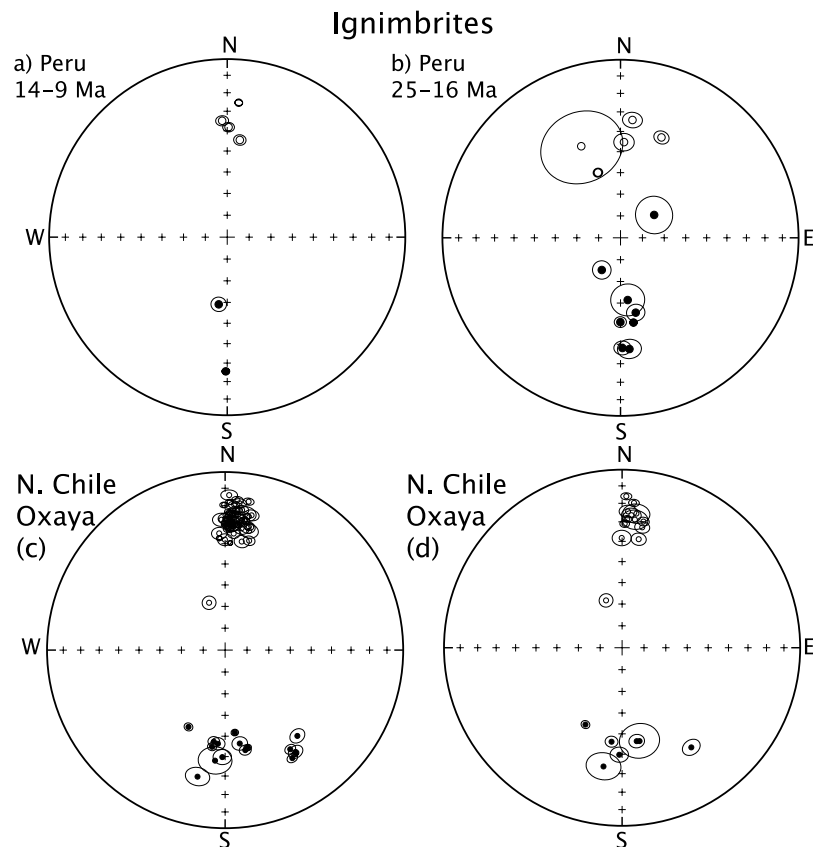 Ignimbrites
a) Peru
14–9 Ma
N
W
S
b) Peru
25–16 Ma
N
E
S
N. Chile
Oxaya
(c)
N
W
S
N. Chile
Oxaya
(d)
N
E
S